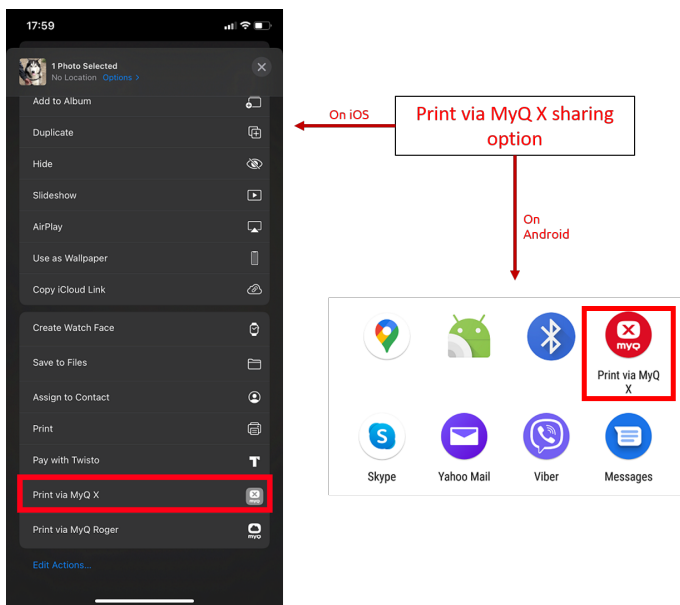 17:59
1 Photo Selected
No Location Options >
Add to Album
Duplicate
Hide
Slideshow
AirPlay
Use as Wallpaper
Copy iCloud Link
Create Watch Face
Save to Files
Assign to Contact
Print
Pay with Twisto
Print via MyQ X
Print via MyQ Roger
Edit Actions...
On iOS
Print via MyQ X sharing
option
On
Android
myQ
Print via MyQ
X
Skype
Yahoo Mail
Viber
Messages